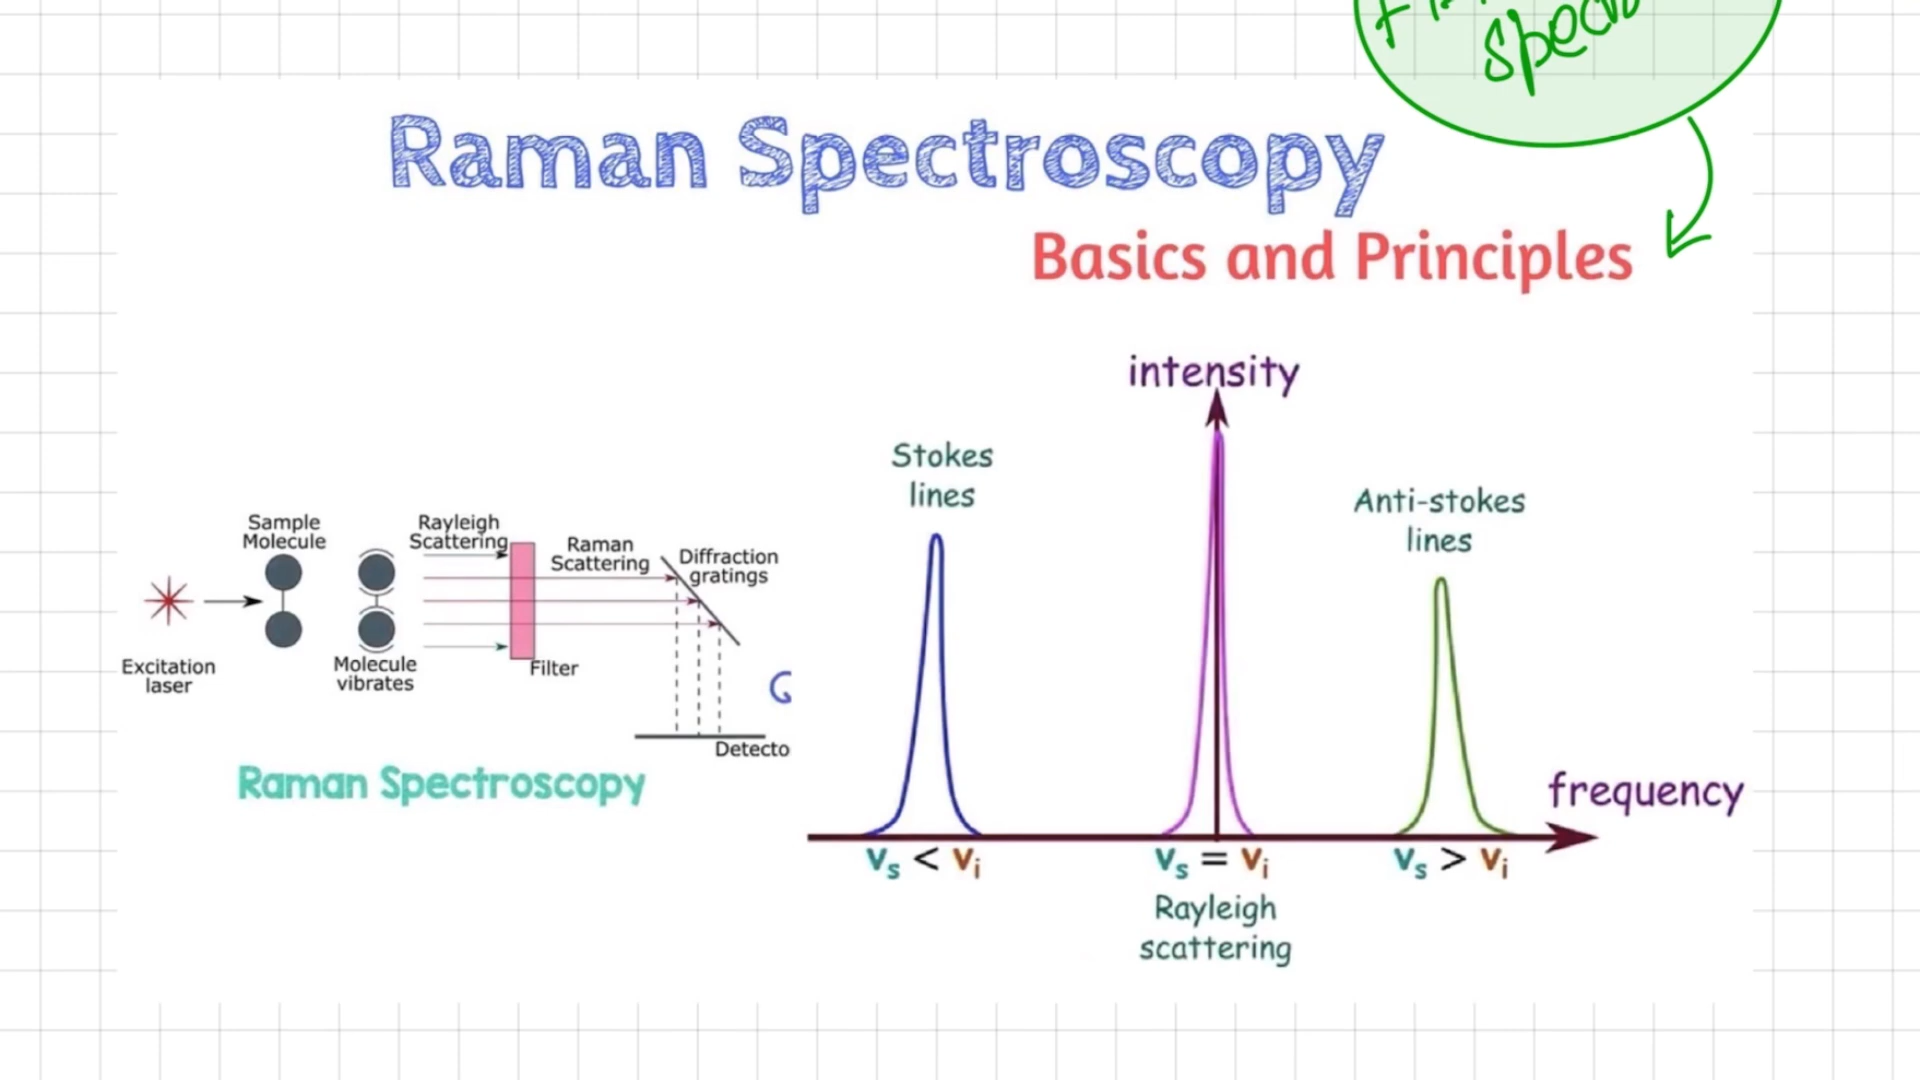 Spec
Raman Spectroscopy
Basics and Principles
intensity
Stokes
lines
Anti-stokes
lines
Sample
Molecule
Rayleigh
Scattering
Raman
Scattering
Diffraction
gratings
Excitation
laser
Molecule
vibrates
Filter
Detecto
Raman Spectroscopy
frequency
vs < vi
vs = vi
vs > vi
Rayleigh
scattering